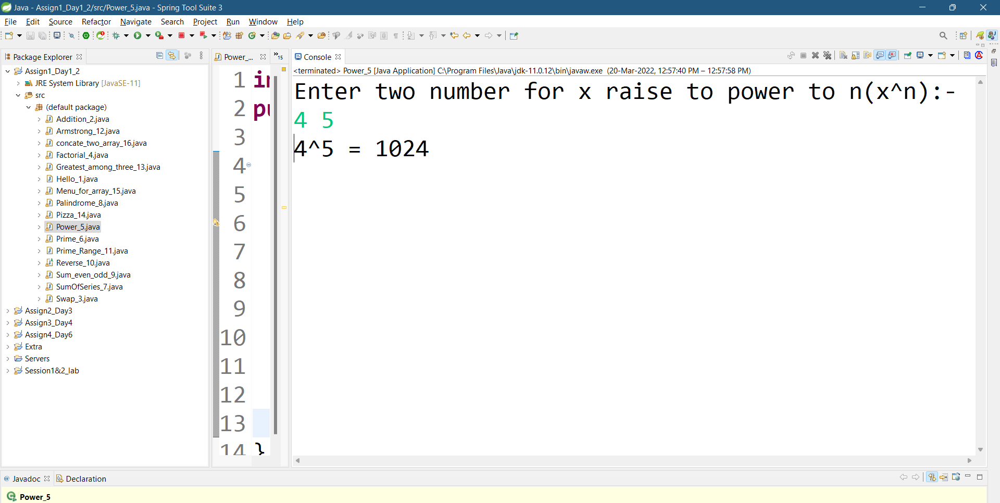 Java - Assign1_Day1_2/src/Power_5.java - Spring Tool Suite 3
File Edit Source Refactor Navigate Search Project Run Window Help
Package Explorer
Assign1_Day1_2
JRE System Library [JavaSE-11]
src
(default package)
Addition_2.java
Armstrong_12.java
concate_two_array_16.java
Factorial_4.java
Greatest_among_three_13.java
Hello_1.java
Menu_for_array_15.java
Palindrome_8.java
Pizza_14.java
Power_5.java
Prime_6.java
Prime_Range_11.java
Reverse_10.java
Sum_even_odd_9.java
SumOfSeries_7.java
Swap_3.java
Assign2_Day3
Assign3_Day4
Assign4_Day6
Extra
Servers
Session1&2_lab
Power_... »15
1
2
3
4
5
6
7
8
9
10
11
12
13
14 }
Console
<terminated> Power_5 [Java Application] C:\Program Files\Java\jdk-11.0.12\bin\javaw.exe (20-Mar-2022, 12:57:40 PM – 12:57:58 PM)
Enter two number for x raise to power to n(x^n):-
4 5
4^5 = 1024
@ Javadoc Declaration
Power_5